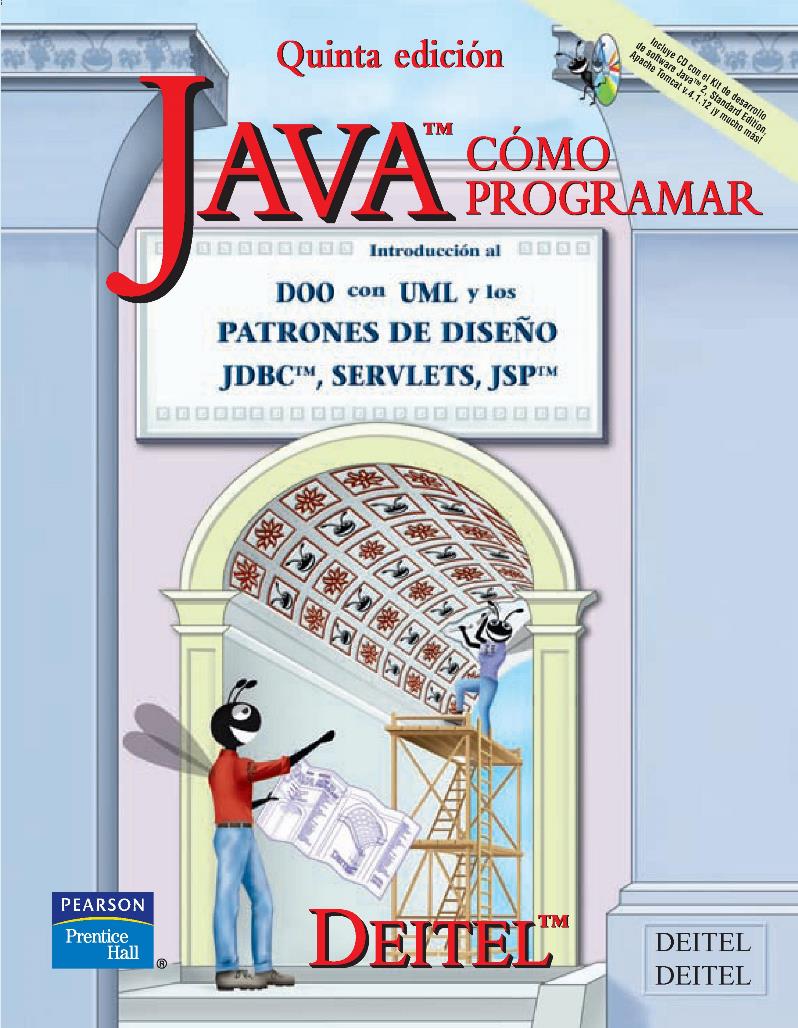 Quinta edición
Incluye CD con el Kit de desarrollo
de software Java™ 2, Standard Edition,
Apache Tomcat v.4.1.12 ¡y mucho más!
JAVA™ CÓMO
PROGRAMAR
Introducción al
DOO con UML y los
PATRONES DE DISEÑO
JDBC™, SERVLETS, JSP™
PEARSON
Prentice
Hall
®
DEITEL™
DEITEL
DEITEL